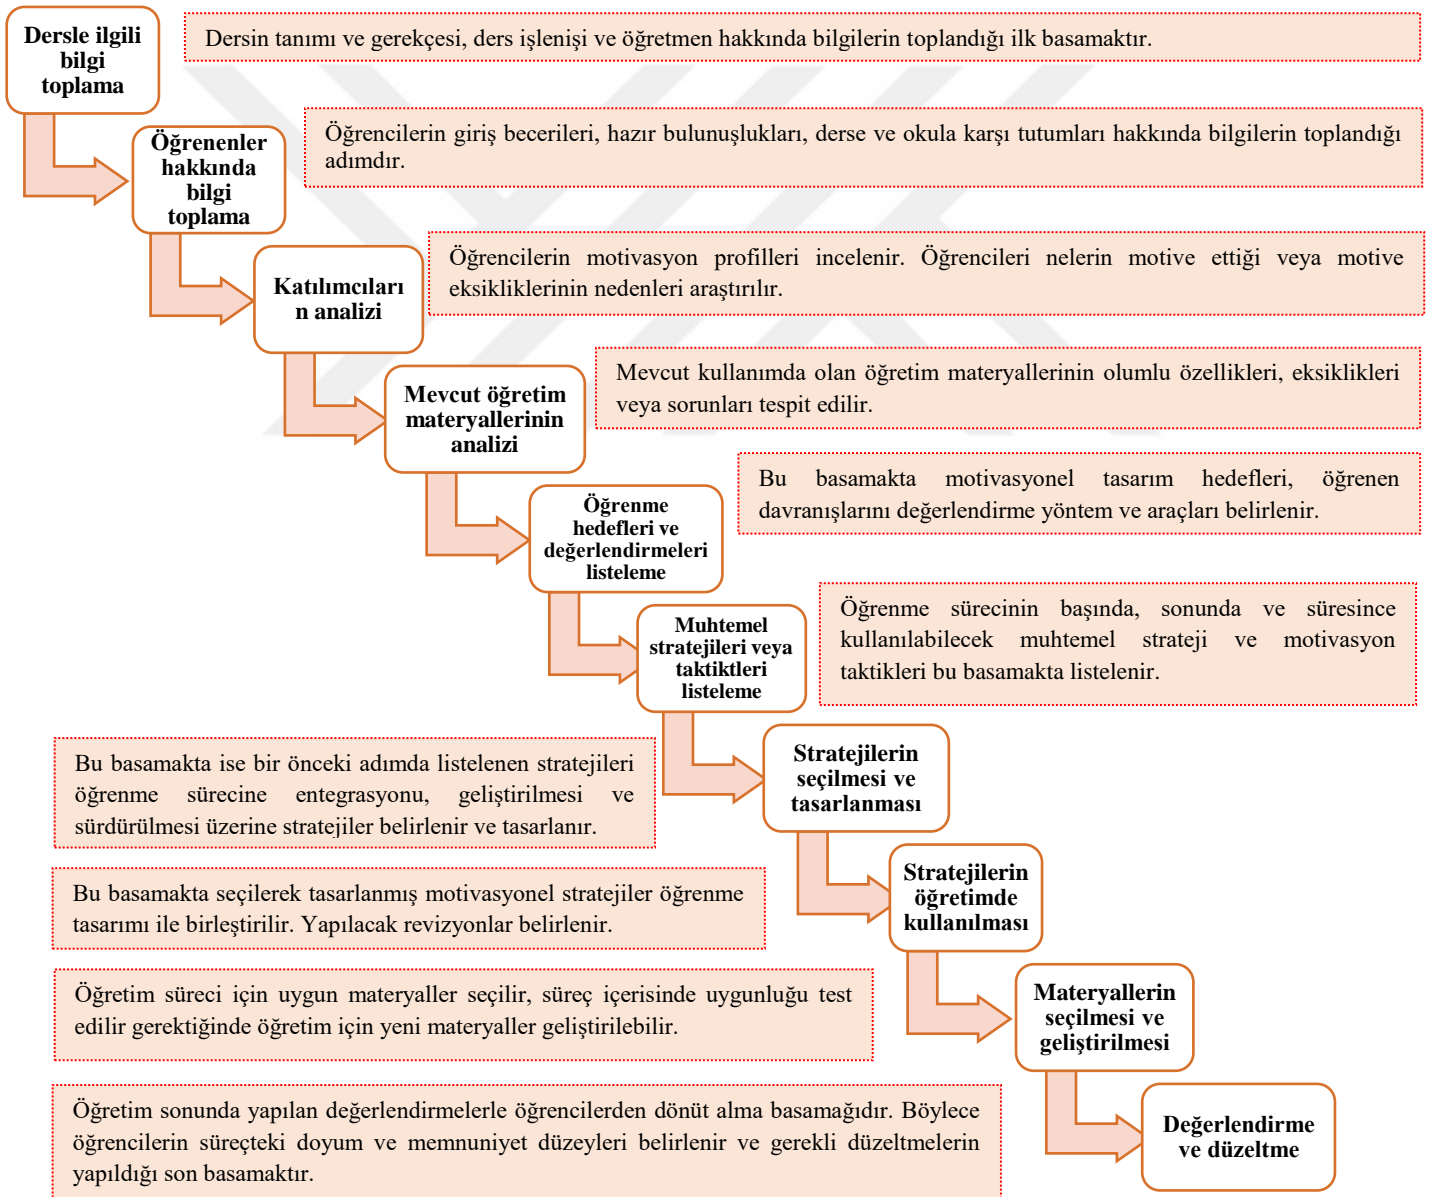 Dersle ilgili
bilgi
toplama
Dersin tanımı ve gerekçesi, ders işlenişi ve öğretmen hakkında bilgilerin toplandığı ilk basamaktır.
Öğrenenler
hakkında
bilgi
toplama
Öğrencilerin giriş becerileri, hazır bulunuşlukları, derse ve okula karşı tutumları hakkında bilgilerin toplandığı
adımdır.
Katılımcıları
n analizi
Öğrencilerin motivasyon profilleri incelenir. Öğrencileri nelerin motive ettiği veya motive
eksikliklerinin nedenleri araştırılır.
Mevcut öğretim
materyallerinin
analizi
Mevcut kullanımda olan öğretim materyallerinin olumlu özellikleri, eksiklikleri
veya sorunları tespit edilir.
Öğrenme
hedefleri ve
değerlendirmeleri
listeleme
Bu basamakta motivasyonel tasarım hedefleri, öğrenen
davranışlarını değerlendirme yöntem ve araçları belirlenir.
Muhtemel
stratejileri veya
taktiktleri
listeleme
Öğrenme sürecinin başında, sonunda ve süresince
kullanılabilecek muhtemel strateji ve motivasyon
taktikleri bu basamakta listelenir.
Stratejilerin
seçilmesi ve
tasarlanması
Bu basamakta ise bir önceki adımda listelenen stratejileri
öğrenme sürecine entegrasyonu, geliştirilmesi ve
sürdürülmesi üzerine stratejiler belirlenir ve tasarlanır.
Stratejilerin
öğretimde
kullanılması
Bu basamakta seçilerek tasarlanmış motivasyonel stratejiler öğrenme
tasarımı ile birleştirilir. Yapılacak revizyonlar belirlenir.
Materyallerin
seçilmesi ve
geliştirilmesi
Öğretim süreci için uygun materyaller seçilir, süreç içerisinde uygunluğu test
edilir gerektiğinde öğretim için yeni materyaller geliştirilebilir.
Değerlendirme
ve düzeltme
Öğretim sonunda yapılan değerlendirmelerle öğrencilerden dönüt alma basamağıdır. Böylece
öğrencilerin süreçteki doyum ve memnuniyet düzeyleri belirlenir ve gerekli düzeltmelerin
yapıldığı son basamaktır.